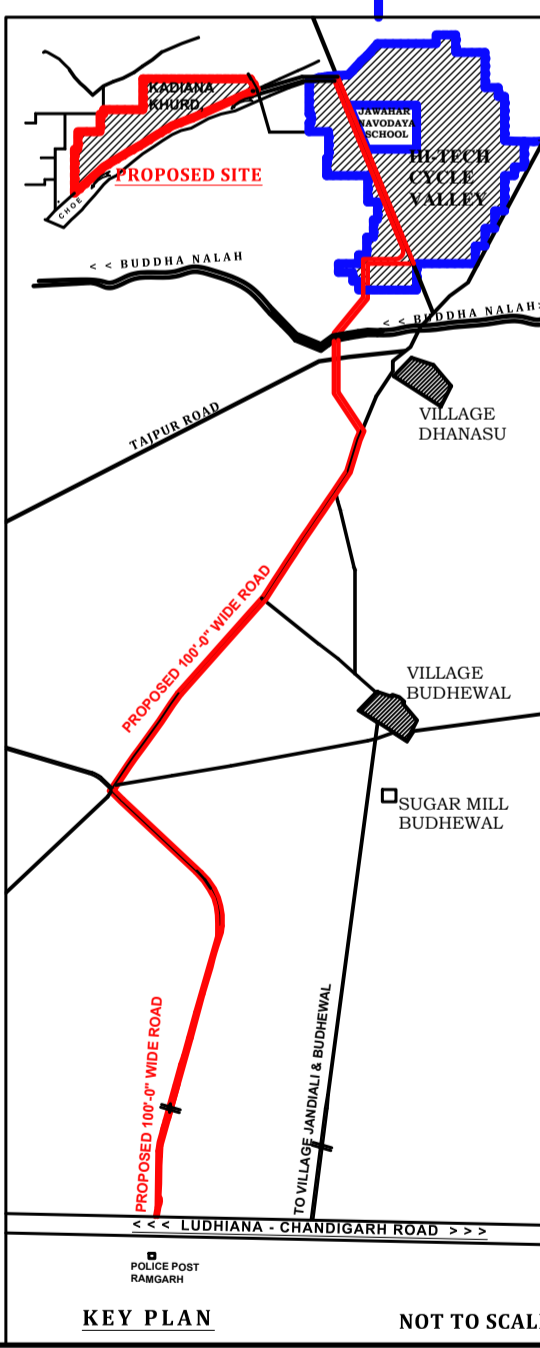 KADIANA
KHURD,
JAWAHAR
NAVODAYA
SCHOOL
HI-TECH
CYCLE
VALLEY
PROPOSED SITE
CHOE
< < BUDDHA NALAH
< < BUDDHA NALAH>
TAJPUR ROAD
VILLAGE
DHANASU
PROPOSED 100'-0" WIDE ROAD
VILLAGE
BUDHEWAL
SUGAR MILL
BUDHEWAL
PROPOSED 100'-0" WIDE ROAD
TO VILLAGE JANDIALI & BUDHEWAL
< < < LUDHIANA - CHANDIGARH ROAD > > >
POLICE POST
RAMGARH
KEY PLAN
NOT TO SCAL